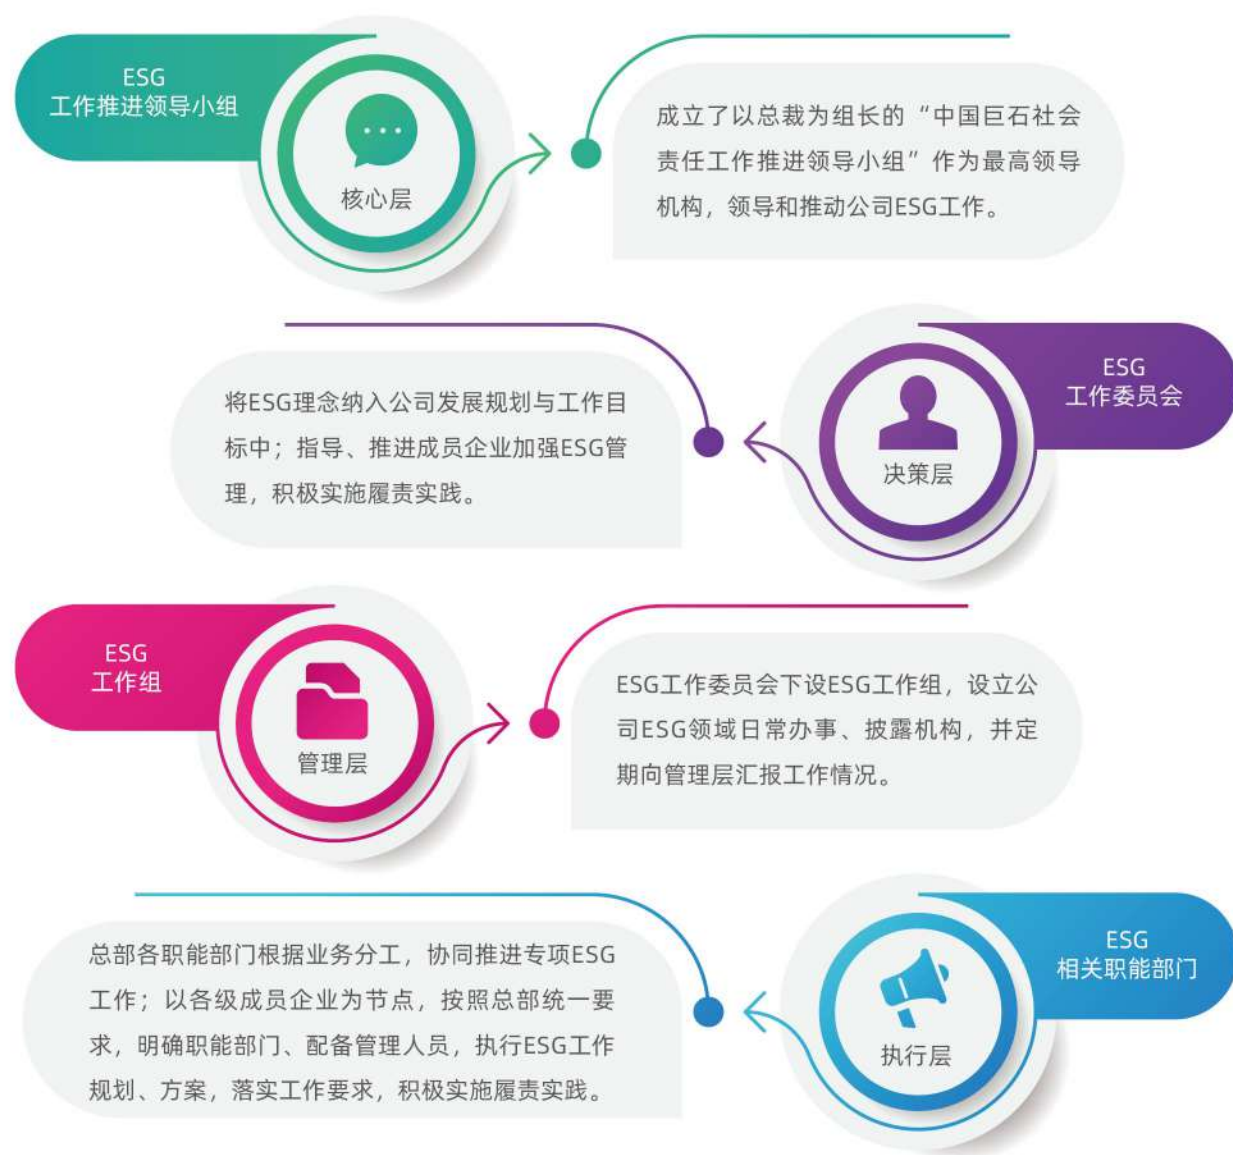 ESG
工作推进领导小组
核心层
成立了以总裁为组长的“中国巨石社会
责任工作推进领导小组”作为最高领导
机构，领导和推动公司ESG工作。
将ESG理念纳入公司发展规划与工作目
标中；指导、推进成员企业加强ESG管
理，积极实施履责实践。
ESG
工作委员会
决策层
ESG
工作组
管理层
ESG工作委员会下设ESG工作组，设立公
司ESG领域日常办事、披露机构，并定
期向管理层汇报工作情况。
总部各职能部门根据业务分工，协同推进专项ESG
工作；以各级成员企业为节点，按照总部统一要
求，明确职能部门、配备管理人员，执行ESG工作
规划、方案，落实工作要求，积极实施履责实践。
ESG
相关职能部门
执行层